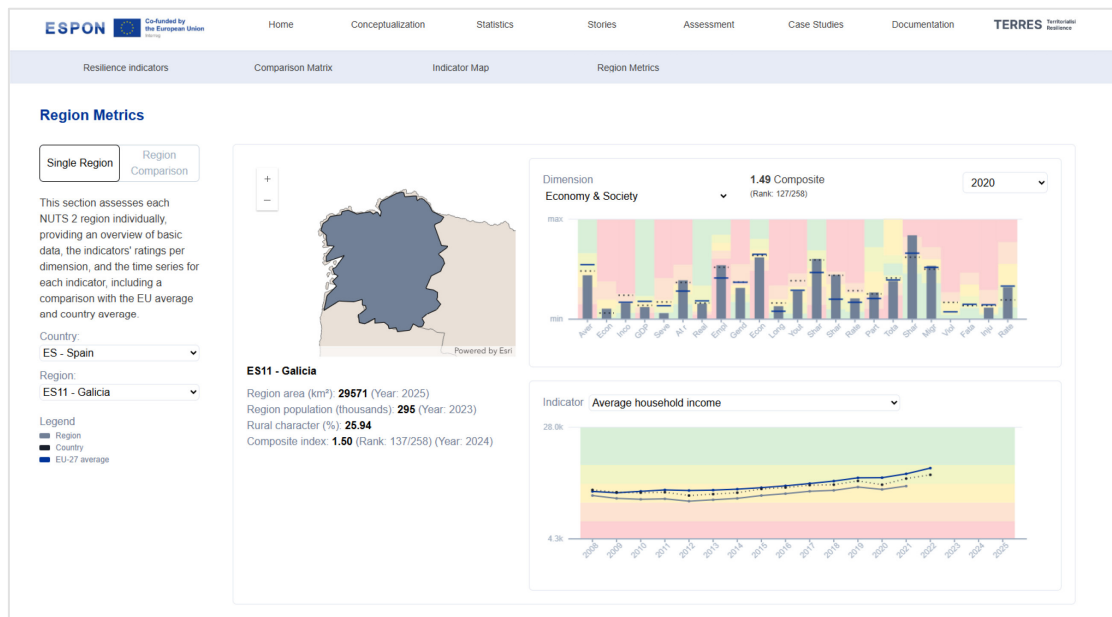 ESPON
Co-funded by
the European Union
Interreg
Home
Conceptualization
Statistics
Stories
Assessment
Case Studies
Documentation
TERRES Territorial
Resilience
Resilience indicators
Comparison Matrix
Indicator Map
Region Metrics
Region Metrics
Single Region
Region
Comparison
This section assesses each
NUTS 2 region individually,
providing an overview of basic
data, the indicators' ratings per
dimension, and the time series for
each indicator, including a
comparison with the EU average
and country average.
Country:
ES - Spain
Region:
ES11 - Galicia
Legend
Region
Country
EU-27 average
+
−
Powered by Esri
ES11 - Galicia
Region area (km²): 29571 (Year: 2025)
Region population (thousands): 295 (Year: 2023)
Rural character (%): 25.94
Composite index: 1.50 (Rank: 137/258) (Year: 2024)
Dimension
Economy & Society
1.49 Composite
(Rank: 127/258)
2020
max
min
Aver
Econ
Inco
GDP
Seve
At r
Real
Empl
Gend
Econ
Long
Yout
Shar
Shar
Rate
Part
Tota
Shar
Migr
Viol
Fata
Inju
Rate
Indicator
Average household income
28.0k
4.3k
2008
2009
2010
2011
2012
2013
2014
2015
2016
2017
2018
2019
2020
2021
2022
2023
2024
2025